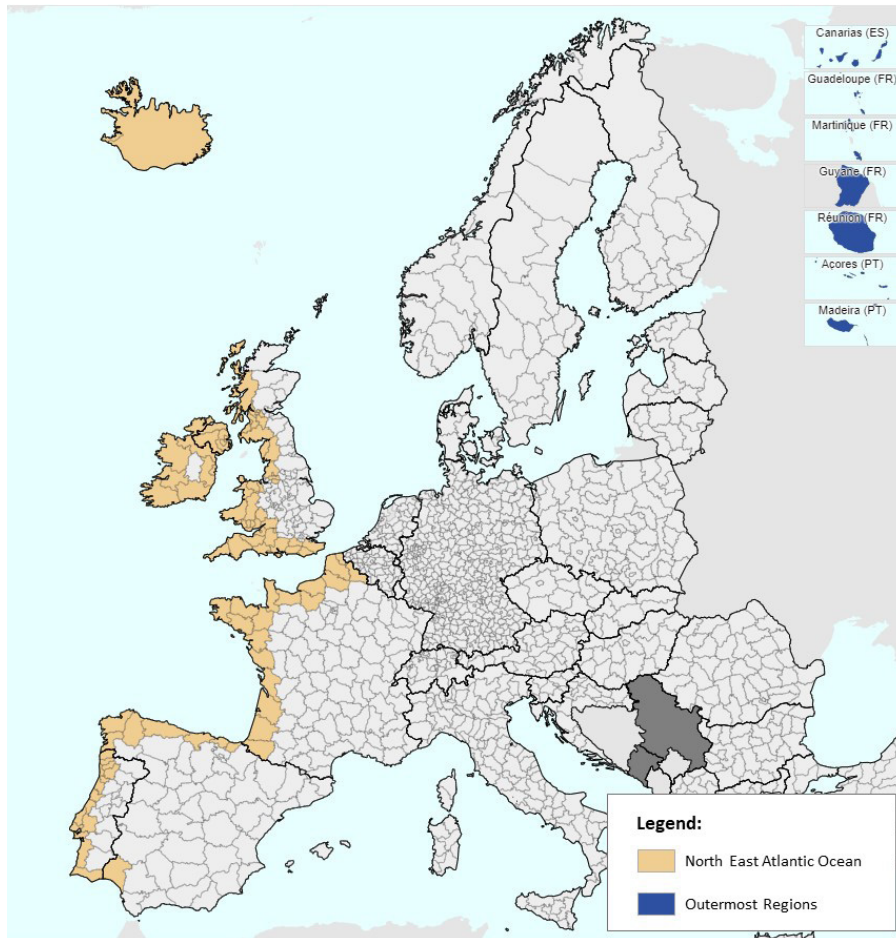 Canarias (ES)
Guadeloupe (FR)
Martinique (FR)
Guyane (FR)
Réunion (FR)
Açores (PT)
Madeira (PT)
Legend:
North East Atlantic Ocean
Outermost Regions